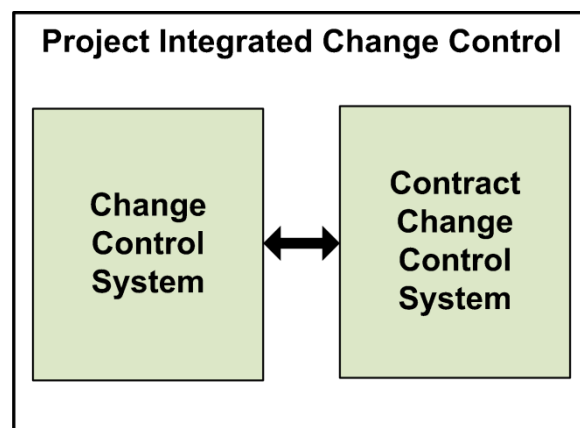 Project Integrated Change Control
Change
Control
System
Contract
Change
Control
System